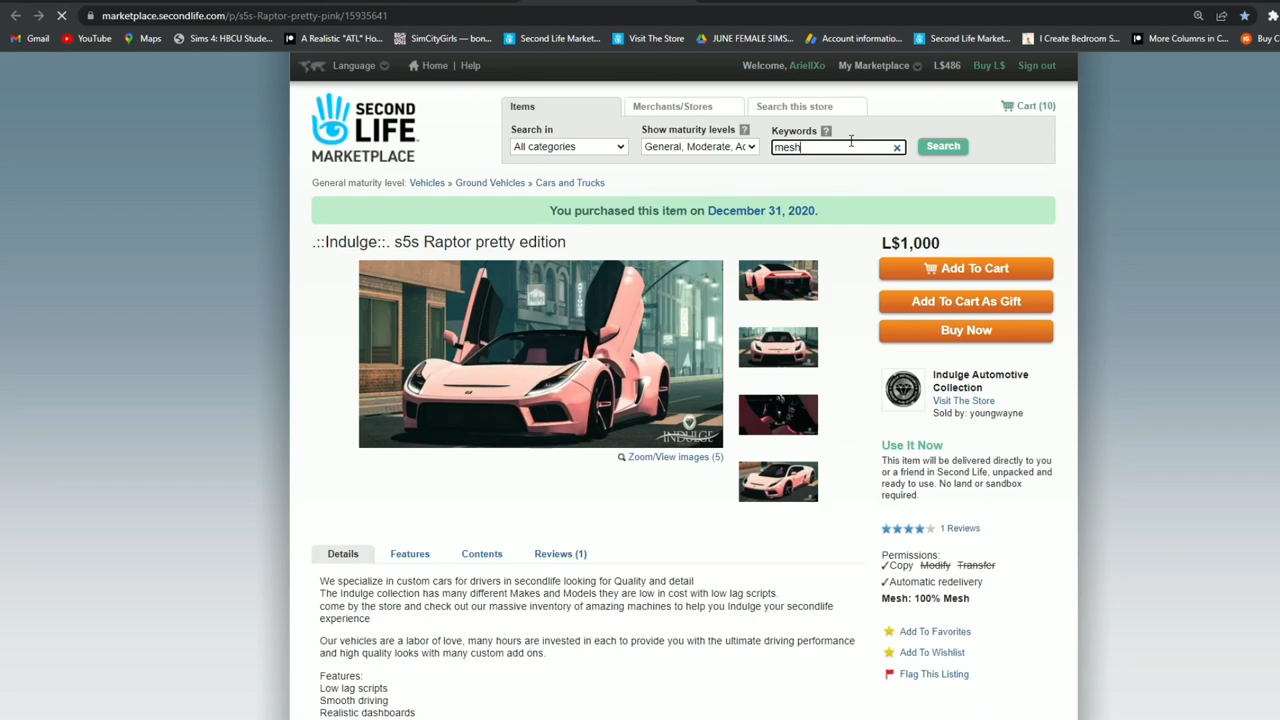 marketplace.secondlife.com/p/s5s-Raptor-pretty-pink/15935641
Gmail YouTube Maps Sims 4: HBCU Stude... A Realistic "ATL" Ho... SimCityGirls — bon... Second Life Market... Visit The Store JUNE FEMALE SIMS... Account informatio... Second Life Market... I Create Bedroom S... More Columns in C... Buy C
Language Home | Help Welcome, AriellXo My Marketplace L$486 Buy L$ Sign out
SECOND LIFE MARKETPLACE
Items Merchants/Stores Search this store Cart (10)
Search in Show maturity levels ? Keywords ?
All categories General, Moderate, Ac mesh Search
General maturity level: Vehicles » Ground Vehicles » Cars and Trucks
You purchased this item on December 31, 2020.
.::Indulge::. s5s Raptor pretty edition
L$1,000
Add To Cart
Add To Cart As Gift
Buy Now
INDULGE
Zoom/View images (5)
Indulge Automotive
Collection
Visit The Store
Sold by: youngwayne
Use It Now
This item will be delivered directly to you
or a friend in Second Life, unpacked and
ready to use. No land or sandbox
required.
1 Reviews
Permissions:
✓Copy Modify Transfer
✓Automatic redelivery
Mesh: 100% Mesh
Add To Favorites
Add To Wishlist
Flag This Listing
Details Features Contents Reviews (1)
We specialize in custom cars for drivers in secondlife looking for Quality and detail
The Indulge collection has many different Makes and Models they are low in cost with low lag scripts.
come by the store and check out our massive inventory of amazing machines to help you Indulge your secondlife
experience
Our vehicles are a labor of love, many hours are invested in each to provide you with the ultimate driving performance
and high quality looks with many custom add ons.
Features:
Low lag scripts
Smooth driving
Realistic dashboards